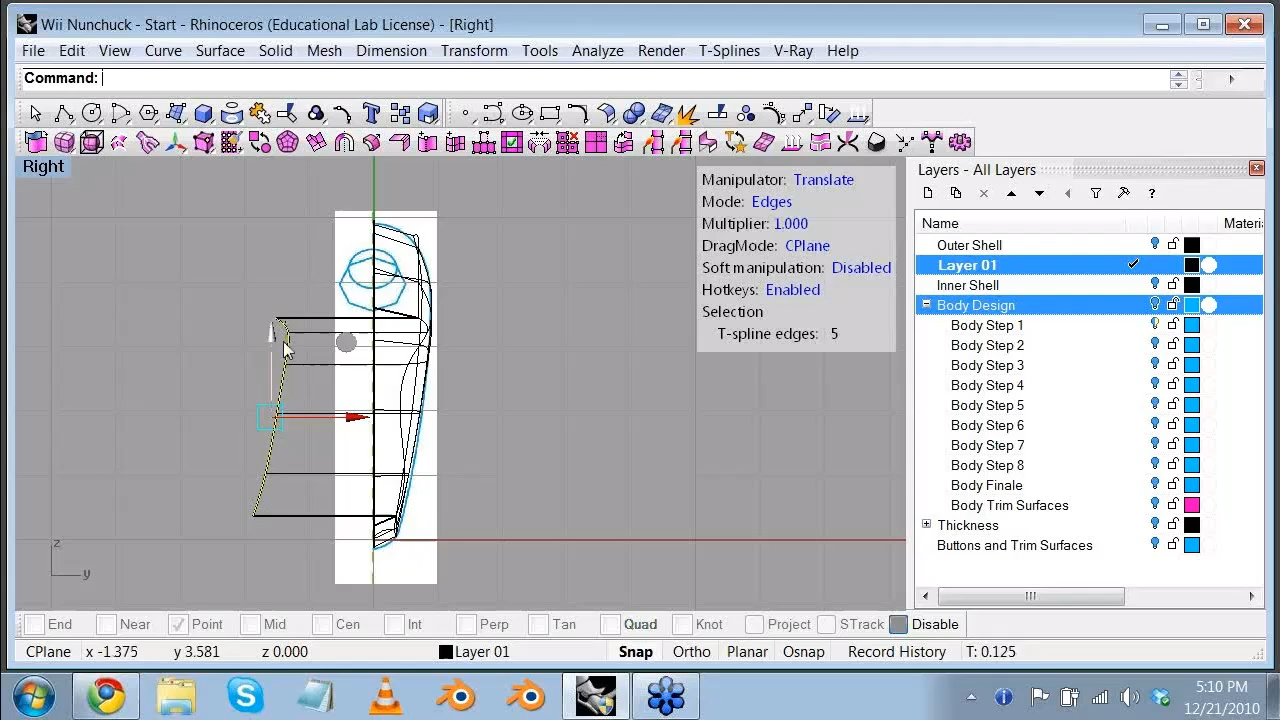 Wii Nunchuck - Start - Rhinoceros (Educational Lab License) - [Right]
File Edit View Curve Surface Solid Mesh Dimension Transform Tools Analyze Render T-Splines V-Ray Help
Command:
Right
Manipulator: Translate
Mode: Edges
Multiplier: 1.000
DragMode: CPlane
Soft manipulation: Disabled
Hotkeys: Enabled
Selection
T-spline edges: 5
z
y
Layers - All Layers
Name Materi
Outer Shell
Layer 01
Inner Shell
Body Design
Body Step 1
Body Step 2
Body Step 3
Body Step 4
Body Step 5
Body Step 6
Body Step 7
Body Step 8
Body Finale
Body Trim Surfaces
Thickness
Buttons and Trim Surfaces
End Near Point Mid Cen Int Perp Tan Quad Knot Project STrack Disable
CPlane x -1.375 y 3.581 z 0.000 Layer 01 Snap Ortho Planar Osnap Record History T: 0.125
5:10 PM
12/21/2010